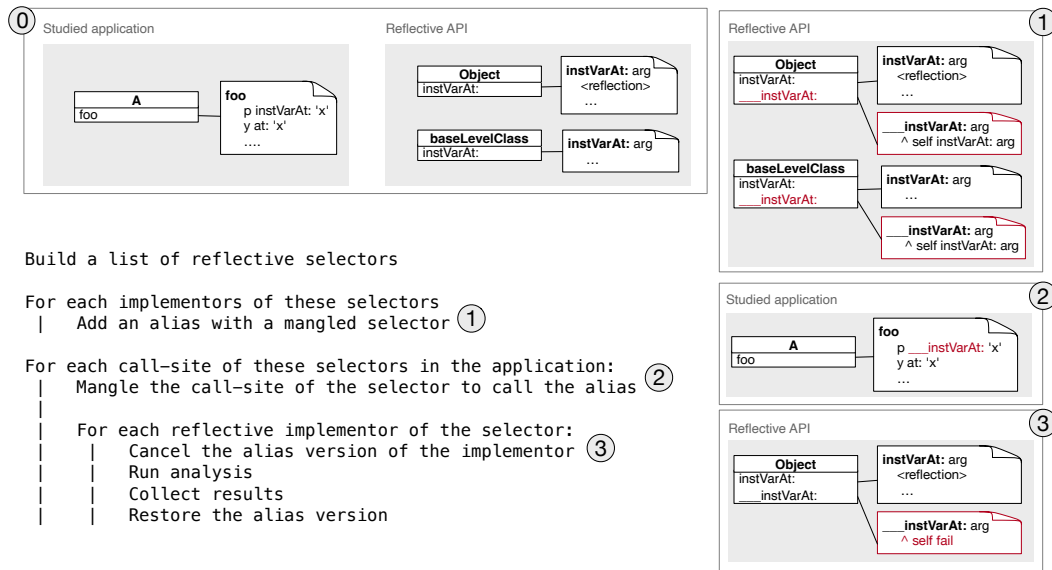 0
Studied application
A
foo
foo
p instVarAt: 'x'
y at: 'x'
....
Reflective API
Object
instVarAt:
instVarAt: arg
<reflection>
...
baseLevelClass
instVarAt:
instVarAt: arg
...
Build a list of reflective selectors
For each implementors of these selectors
| Add an alias with a mangled selector 1
For each call-site of these selectors in the application:
| Mangle the call-site of the selector to call the alias 2
|
| For each reflective implementor of the selector:
| | Cancel the alias version of the implementor 3
| | Run analysis
| | Collect results
| | Restore the alias version
1
Reflective API
Object
instVarAt:
___instVarAt:
instVarAt: arg
<reflection>
...
___instVarAt: arg
^ self instVarAt: arg
baseLevelClass
instVarAt:
___instVarAt:
instVarAt: arg
...
___instVarAt: arg
^ self instVarAt: arg
2
Studied application
A
foo
foo
p ___instVarAt: 'x'
y at: 'x'
...
3
Reflective API
Object
instVarAt:
___instVarAt:
instVarAt: arg
<reflection>
...
___instVarAt: arg
^ self fail